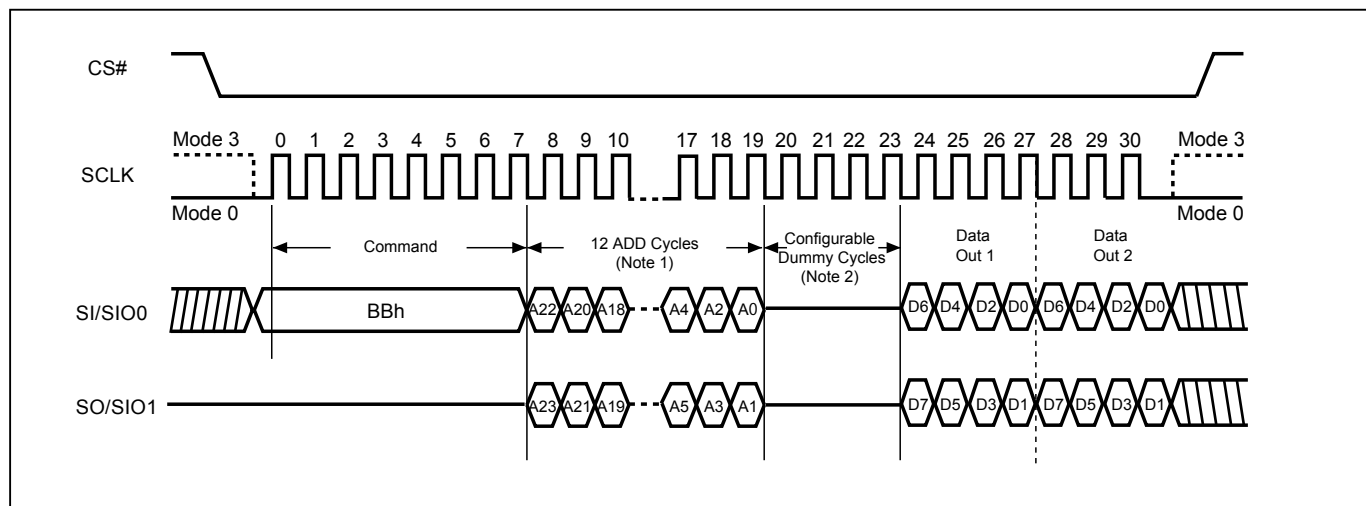 CS#
Mode 3 0 1 2 3 4 5 6 7 8 9 10 17 18 19 20 21 22 23 24 25 26 27 28 29 30 Mode 3
SCLK
Mode 0 Mode 0
Command 12 ADD Cycles (Note 1) Configurable Dummy Cycles (Note 2) Data Out 1 Data Out 2
SI/SIO0 BBh A22 A20 A18 A4 A2 A0 D6 D4 D2 D0 D6 D4 D2 D0
SO/SIO1 A23 A21 A19 A5 A3 A1 D7 D5 D3 D1 D7 D5 D3 D1